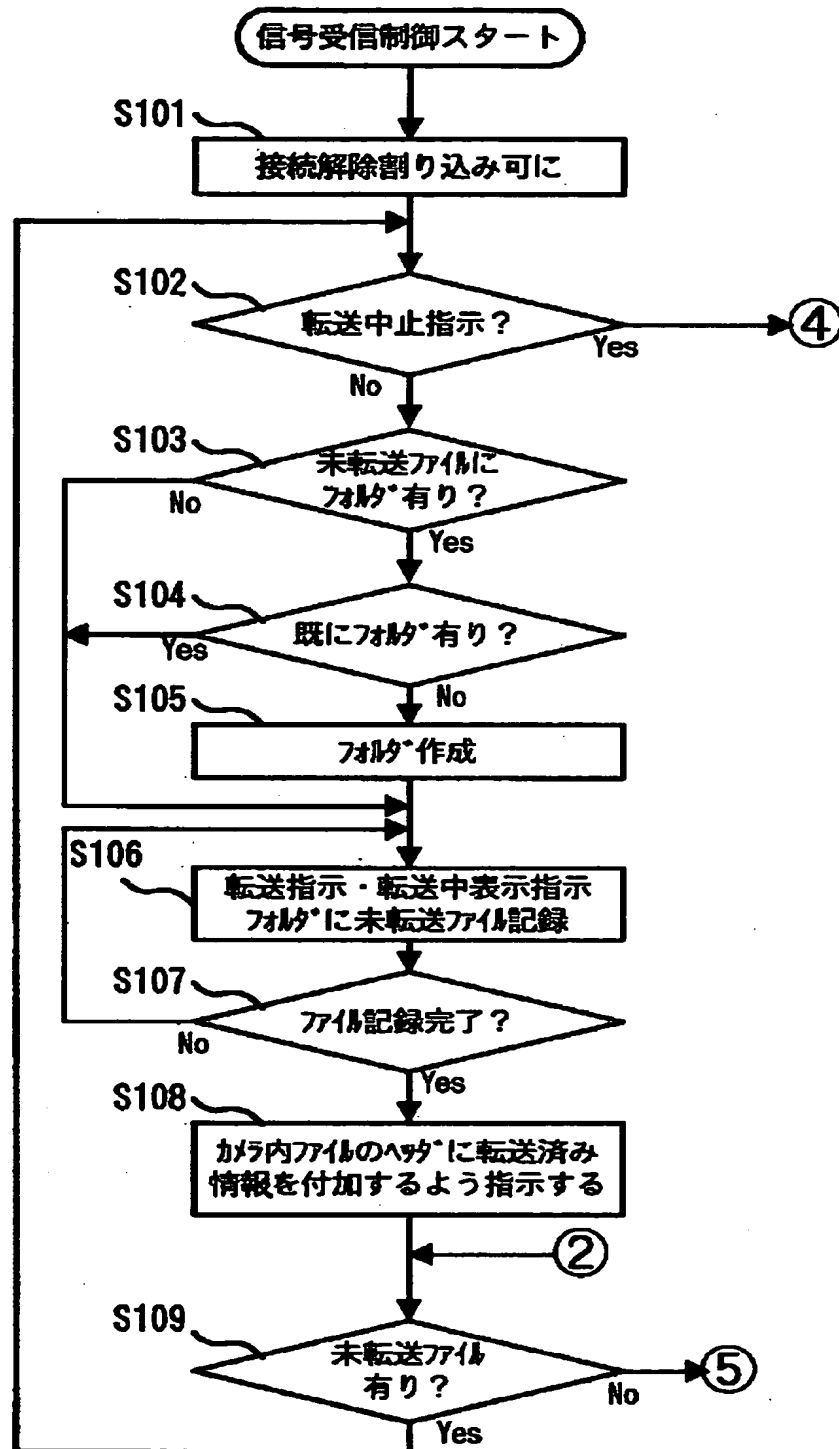 信号受信制御スタート
S101
接続解除割り込み可に
S102
転送中止指示？
Yes
④
No
S103
未転送ファイルに
フォルダ有り？
No
Yes
S104
既にフォルダ有り？
Yes
No
S105
フォルダ作成
S106
転送指示・転送中表示指示
フォルダに未転送ファイル記録
S107
ファイル記録完了？
No
Yes
S108
カメラ内ファイルのヘッダに転送済み
情報を付加するよう指示する
②
S109
未転送ファイル
有り？
No
⑤
Yes